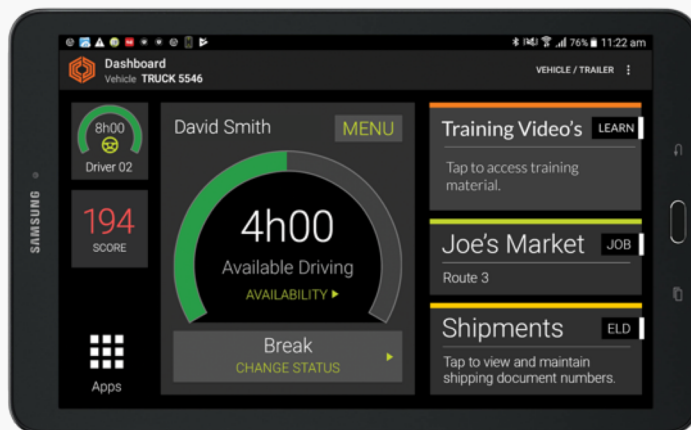 SAMSUNG
76% 11:22 am
Dashboard
Vehicle TRUCK 5546
VEHICLE / TRAILER
8h00
Driver 02
194
SCORE
Apps
David Smith
MENU
4h00
Available Driving
AVAILABILITY
Break
CHANGE STATUS
Training Video's
LEARN
Tap to access training
material.
Joe's Market
JOB
Route 3
Shipments
ELD
Tap to view and maintain
shipping document numbers.